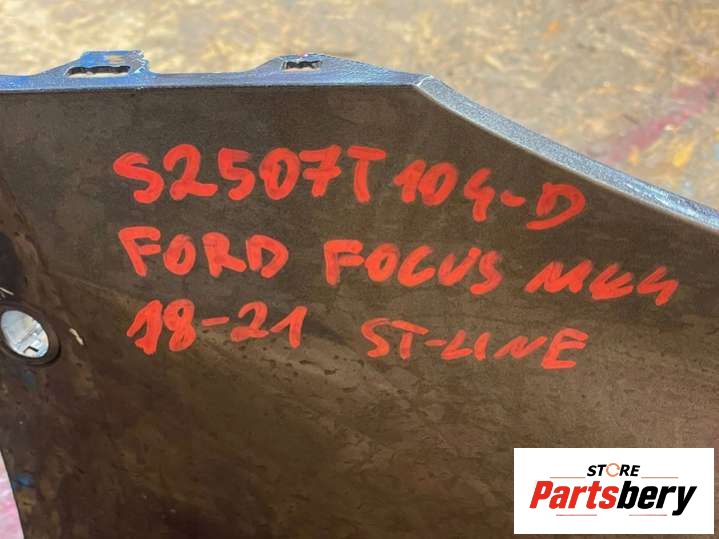 S2507T104-D
FORD FOCUS MK4
18-21 ST-LINE
STORE
Partsbery